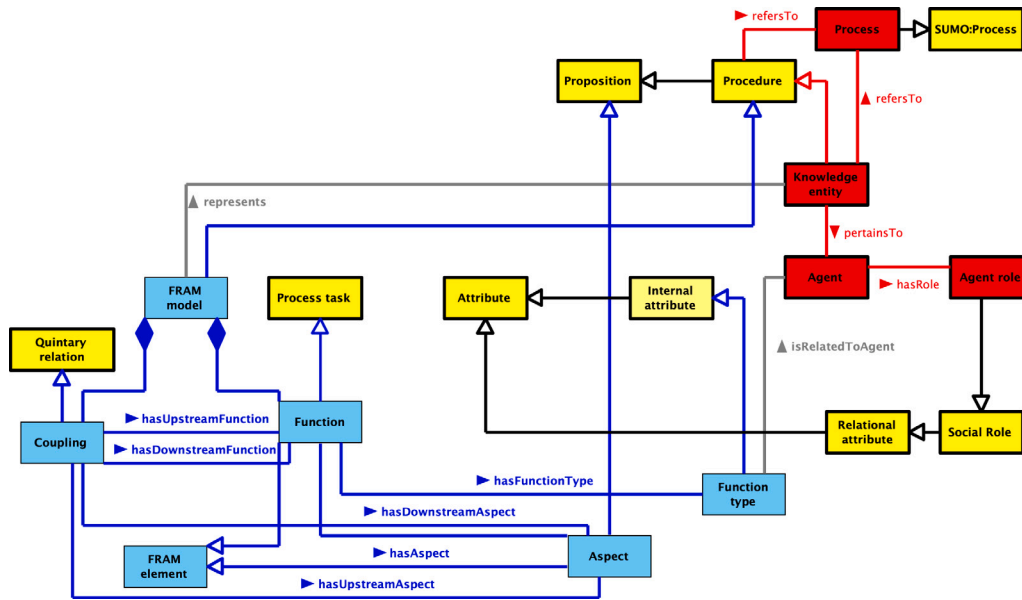 ► refersTo
Process
SUMO:Process
Proposition
Procedure
▲ refersTo
Knowledge
entity
▲ represents
▼ pertainsTo
FRAM
model
Process task
Attribute
Internal
attribute
Agent
Agent role
► hasRole
Quintary
relation
▲ isRelatedToAgent
► hasUpstreamFunction
Function
Coupling
► hasDownstreamFunction
Relational
attribute
Social Role
► hasFunctionType
Function
type
► hasDownstreamAspect
FRAM
element
► hasAspect
Aspect
► hasUpstreamAspect